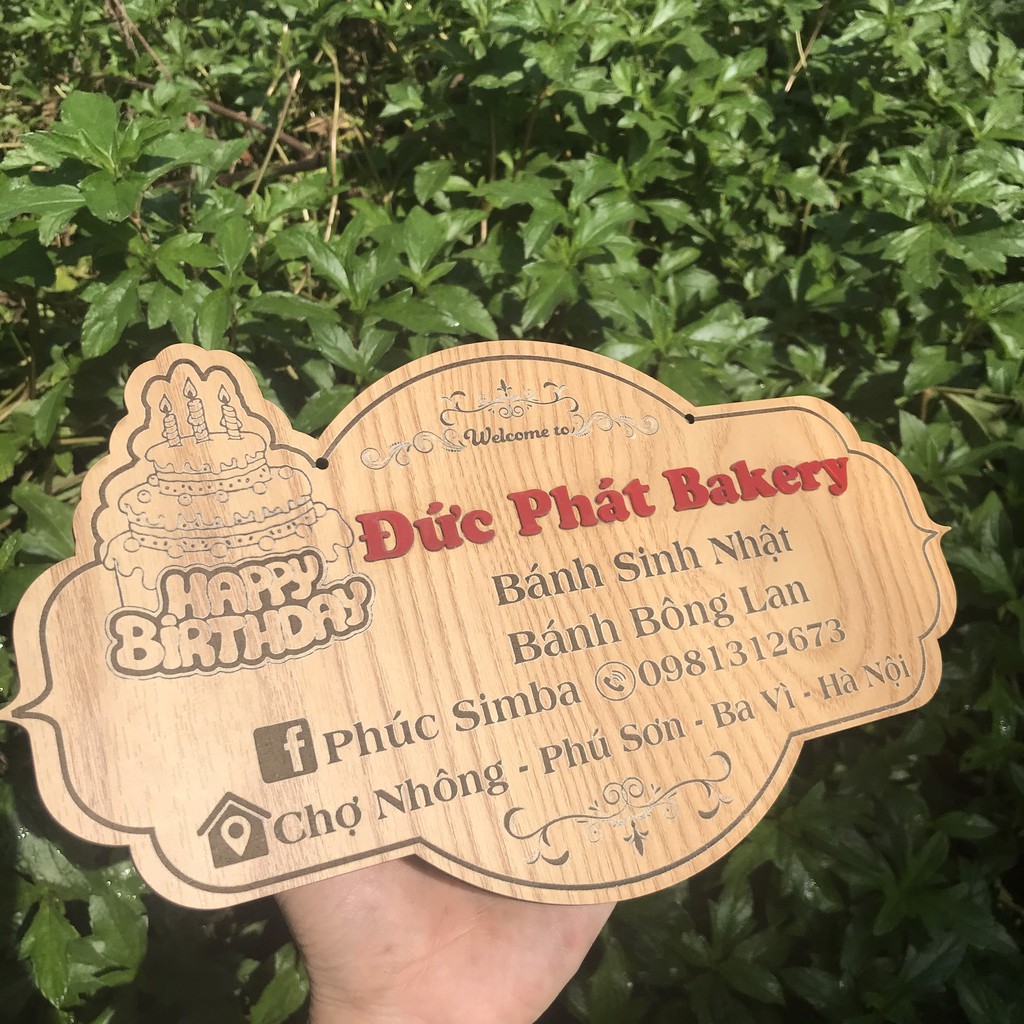 Welcome to
Đức Phát Bakery
Bánh Sinh Nhật
Bánh Bông Lan
HAPPY
BiRTHDAY
f Phúc Simba 0981312673
Chợ Nhông - Phú Sơn - Ba Vì - Hà Nội